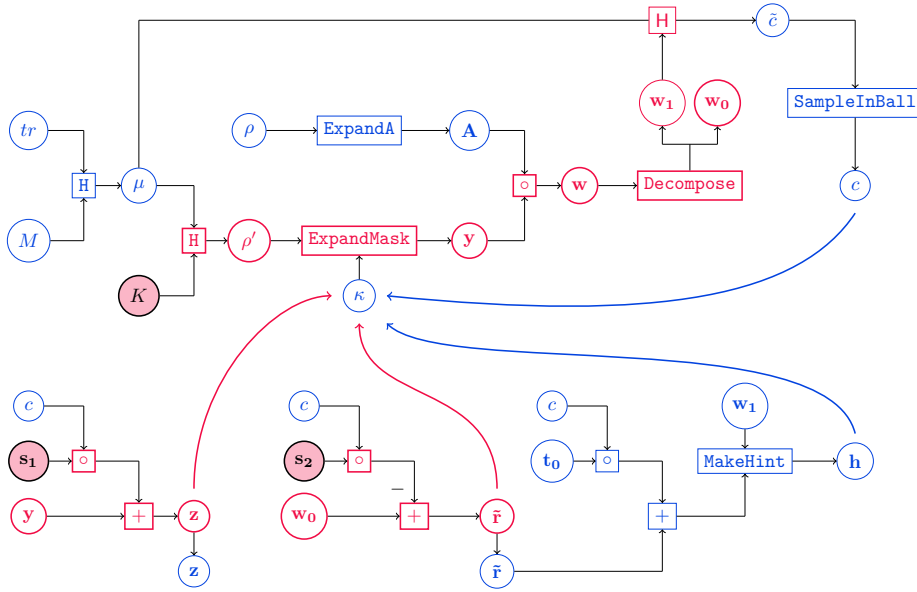 H c̃
w₁ w₀ SampleInBall
tr ρ ExpandA A
H μ ∘ w Decompose c
M H ρ′ ExpandMask y
K κ
c c c w₁
s₁ ∘ s₂ ∘ t₀ ∘ MakeHint h
−
y + z w₀ + r̃ +
z r̃